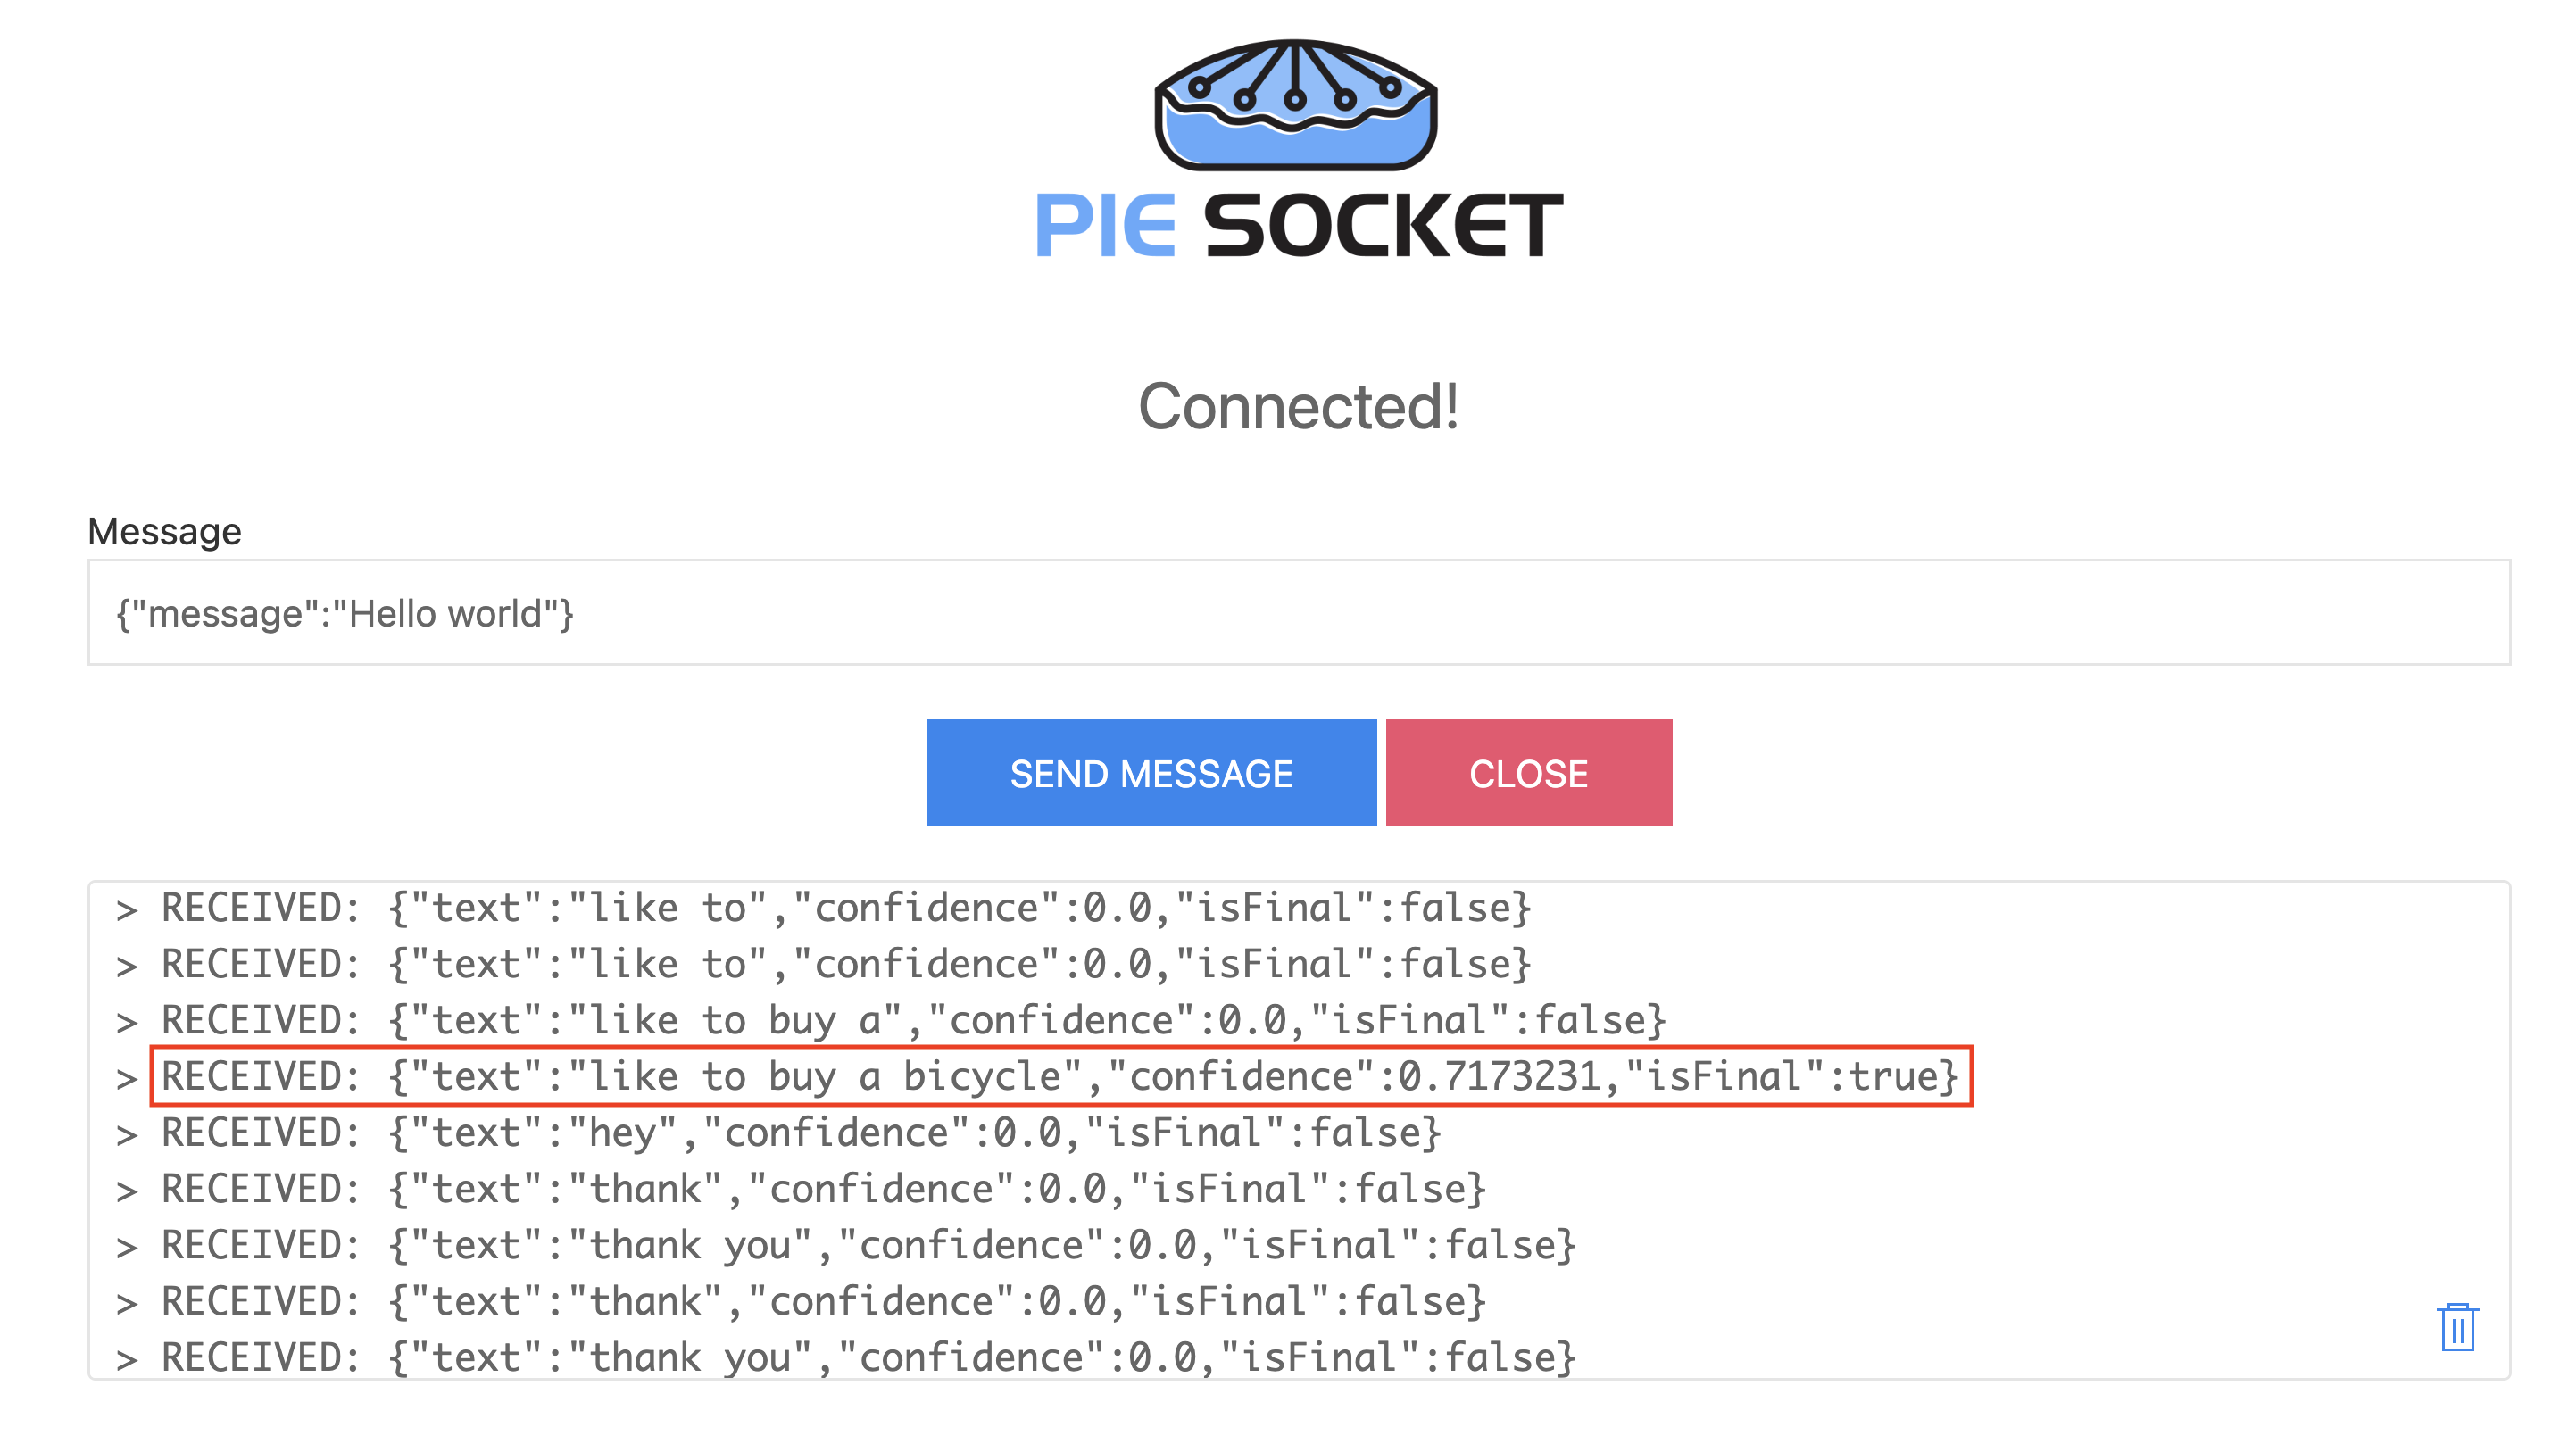 PIE SOCKET
Connected!
Message
{"message":"Hello world"}
SEND MESSAGE CLOSE
> RECEIVED: {"text":"like to","confidence":0.0,"isFinal":false}
> RECEIVED: {"text":"like to","confidence":0.0,"isFinal":false}
> RECEIVED: {"text":"like to buy a","confidence":0.0,"isFinal":false}
> RECEIVED: {"text":"like to buy a bicycle","confidence":0.7173231,"isFinal":true}
> RECEIVED: {"text":"hey","confidence":0.0,"isFinal":false}
> RECEIVED: {"text":"thank","confidence":0.0,"isFinal":false}
> RECEIVED: {"text":"thank you","confidence":0.0,"isFinal":false}
> RECEIVED: {"text":"thank","confidence":0.0,"isFinal":false}
> RECEIVED: {"text":"thank you","confidence":0.0,"isFinal":false}